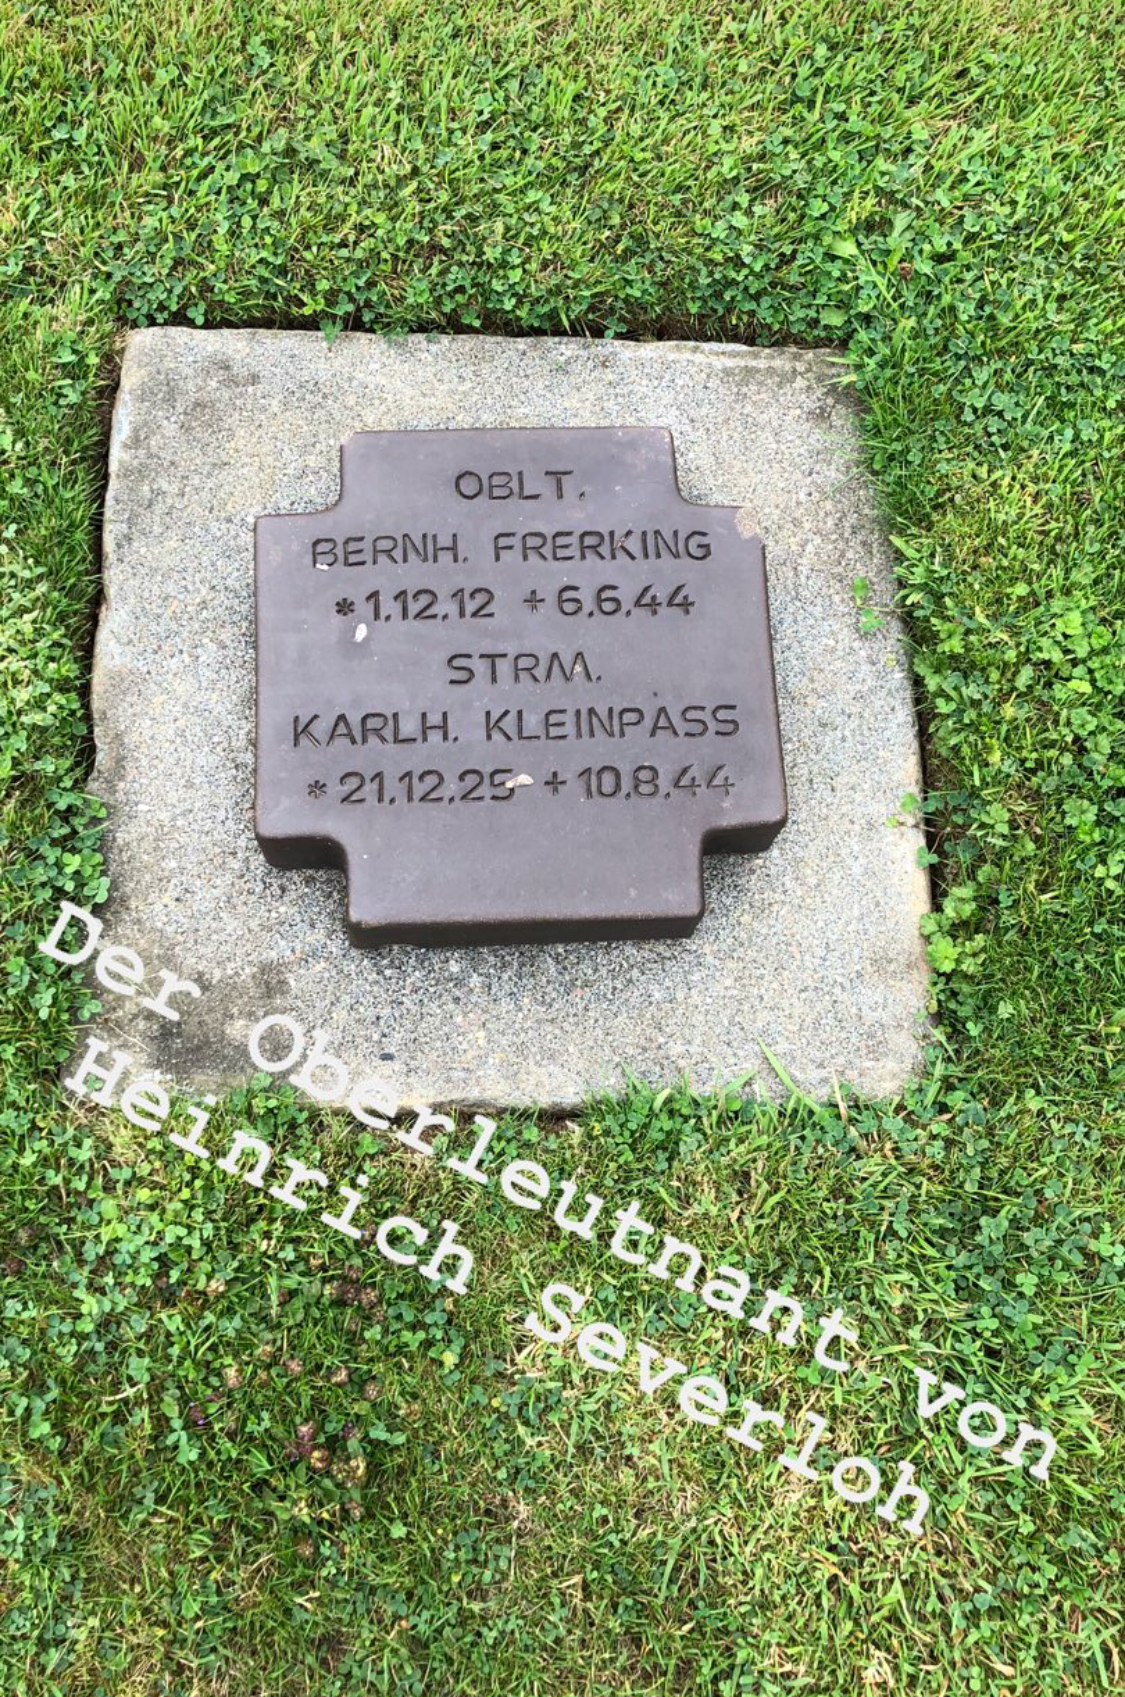 OBLT.
BERNH. FRERKING
*1.12.12 +6.6.44
STRM.
KARLH. KLEINPASS
*21.12.25 +10.8.44
Der Oberleutnant von
Heinrich Severloh